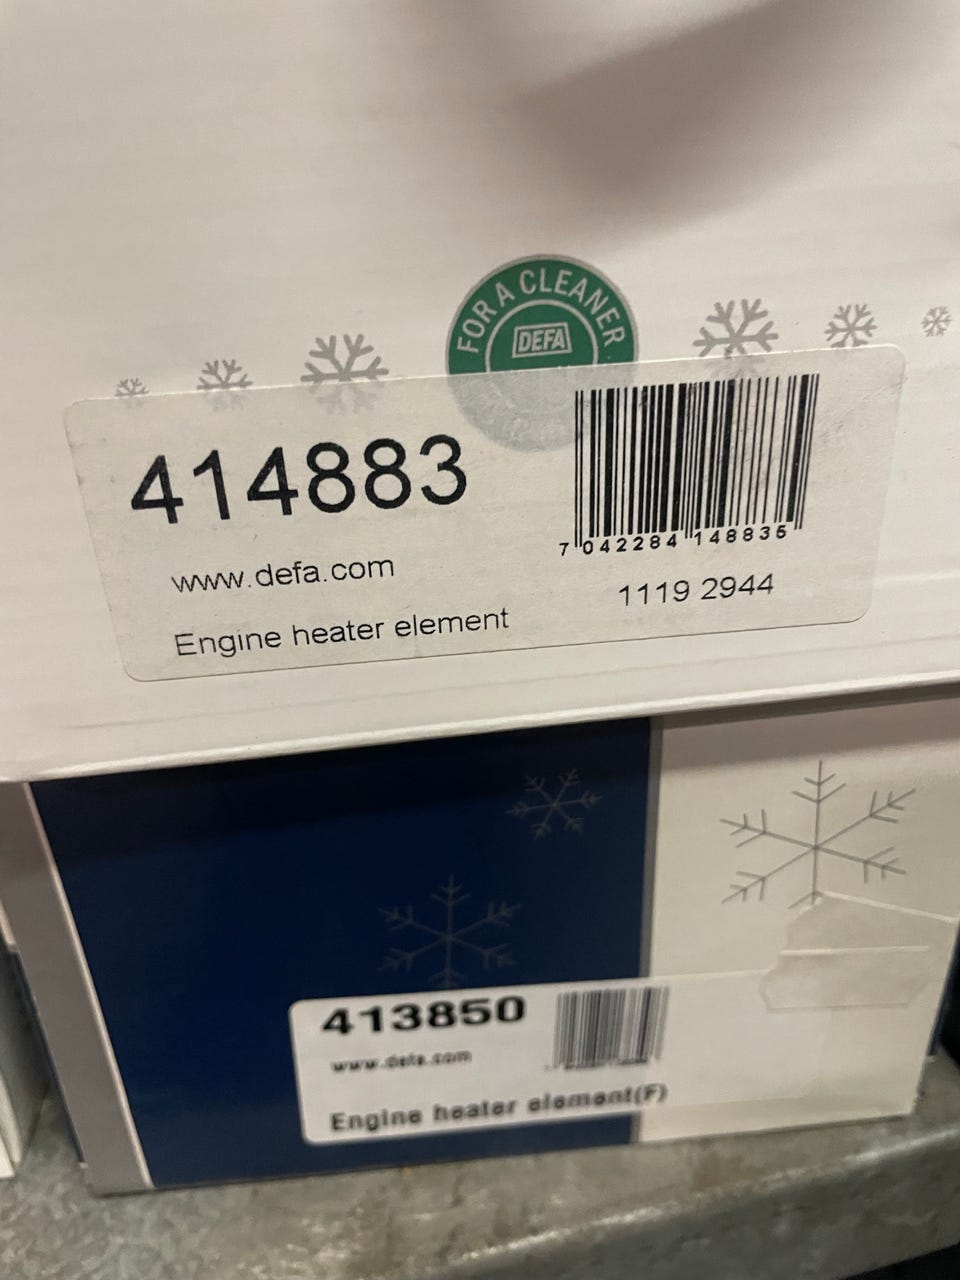 FOR A CLEANER
DEFA
414883
7 042284 148835
www.defa.com
1119 2944
Engine heater element
413850
www.defa.com
Engine heater element(F)